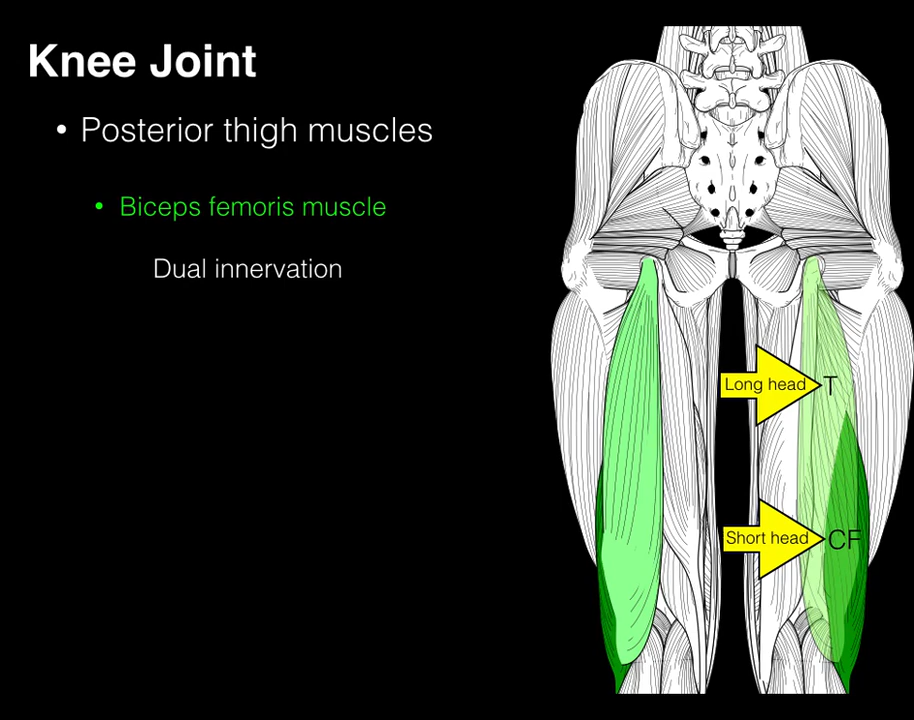 Knee Joint
• Posterior thigh muscles
• Biceps femoris muscle
Dual innervation
Long head T
Short head CF